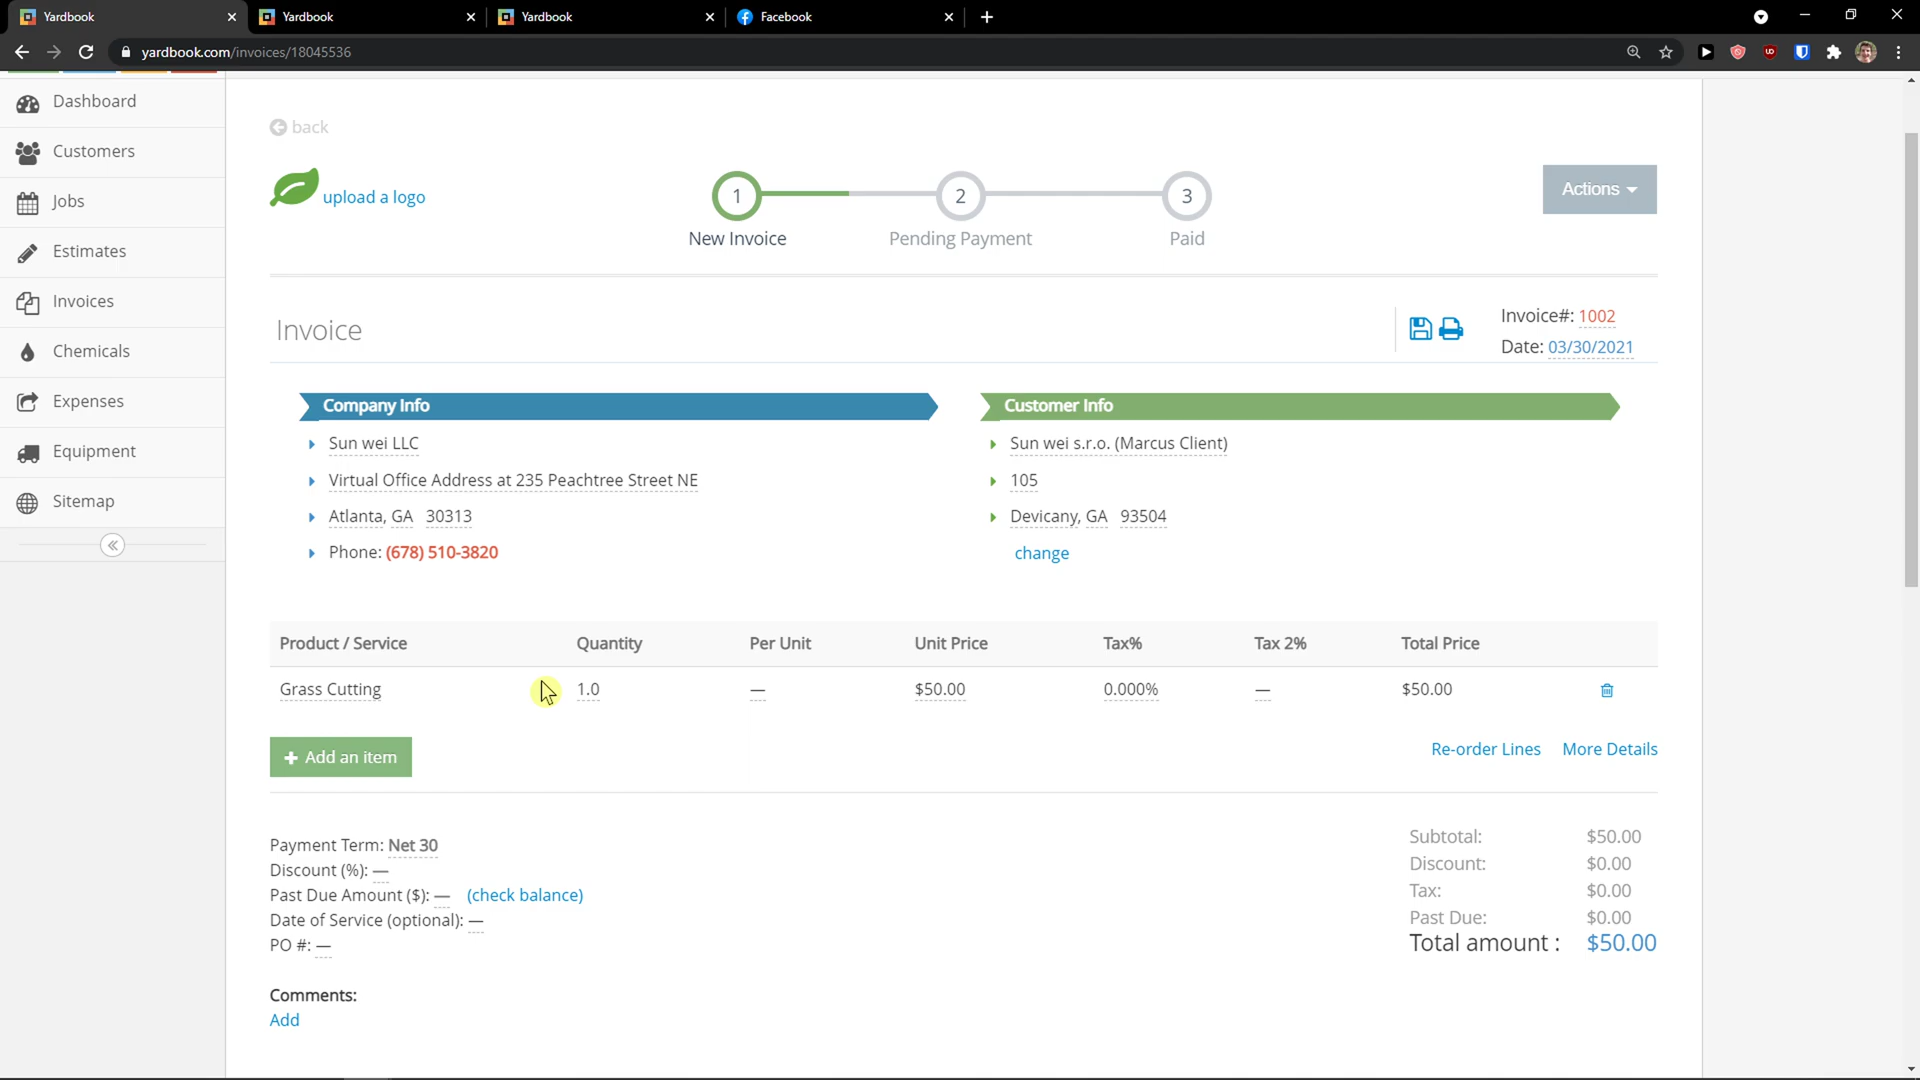 Yardbook
Yardbook
Yardbook
Facebook
yardbook.com/invoices/18045536
Dashboard
Customers
Jobs
Estimates
Invoices
Chemicals
Expenses
Equipment
Sitemap
back
upload a logo
1
2
3
New Invoice
Pending Payment
Paid
Actions
Invoice
Invoice#: 1002
Date: 03/30/2021
Company Info
Sun wei LLC
Virtual Office Address at 235 Peachtree Street NE
Atlanta, GA 30313
Phone: (678) 510-3820
Customer Info
Sun wei s.r.o. (Marcus Client)
105
Devicany, GA 93504
change
Product / Service Quantity Per Unit Unit Price Tax% Tax 2% Total Price
Grass Cutting 1.0 — $50.00 0.000% — $50.00
+ Add an item
Re-order Lines More Details
Payment Term: Net 30
Discount (%): —
Past Due Amount ($): — (check balance)
Date of Service (optional): —
PO #: —
Subtotal: $50.00
Discount: $0.00
Tax: $0.00
Past Due: $0.00
Total amount : $50.00
Comments:
Add